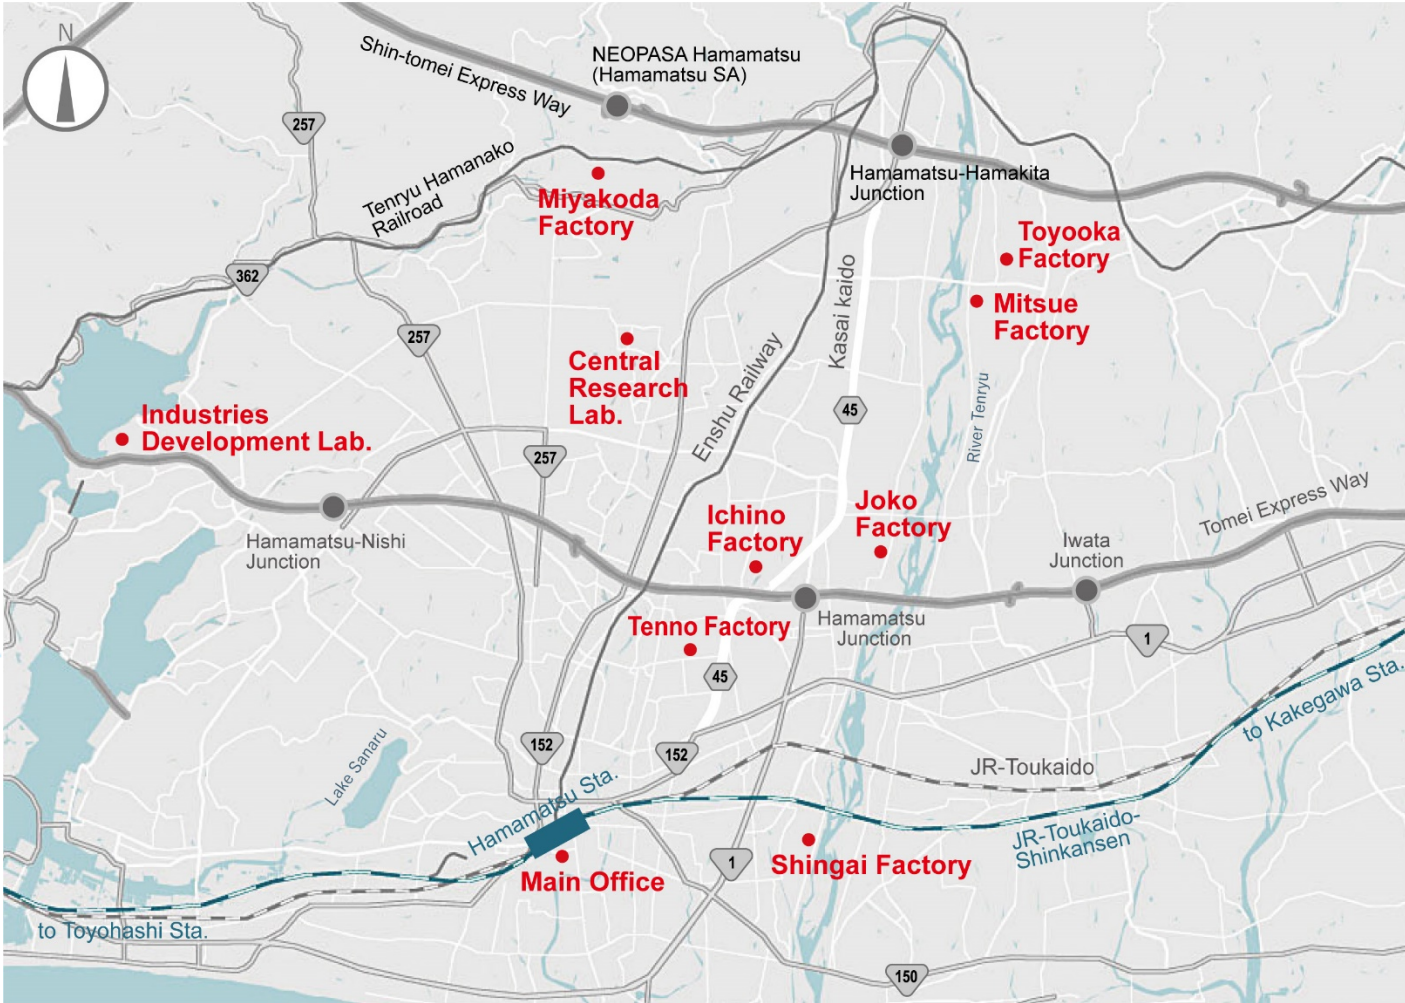 N
Shin-tomei Express Way
NEOPASA Hamamatsu
(Hamamatsu SA)
257
Tenryu Hamanako
Railroad
Miyakoda
Factory
Hamamatsu-Hamakita
Junction
Toyooka
Factory
362
Kasai kaido
Mitsue
Factory
257
Central
Research
Lab.
Enshu Railway
45
River Tenryu
Industries
Development Lab.
257
Hamamatsu-Nishi
Junction
Ichino
Factory
Joko
Factory
Iwata
Junction
Tomei Express Way
Tenno Factory
Hamamatsu
Junction
1
45
to Kakegawa Sta.
152
152
Lake Sanaru
JR-Toukaido
Hamamatsu Sta.
JR-Toukaido-
Shinkansen
1
Shingai Factory
Main Office
to Toyohashi Sta.
150